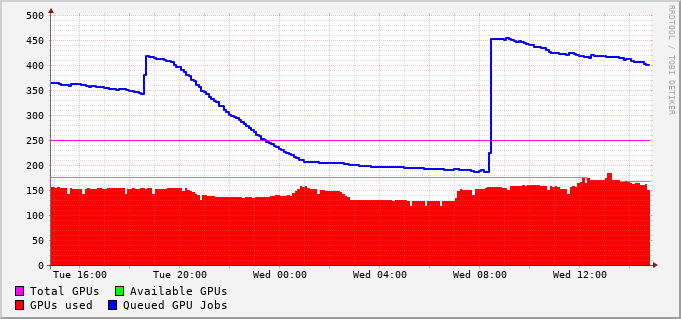 500
450
400
350
300
250
200
150
100
50
0
Tue 16:00 Tue 20:00 Wed 00:00 Wed 04:00 Wed 08:00 Wed 12:00
Total GPUs Available GPUs
GPUs used Queued GPU Jobs
RRDTOOL / TOBI OETIKER